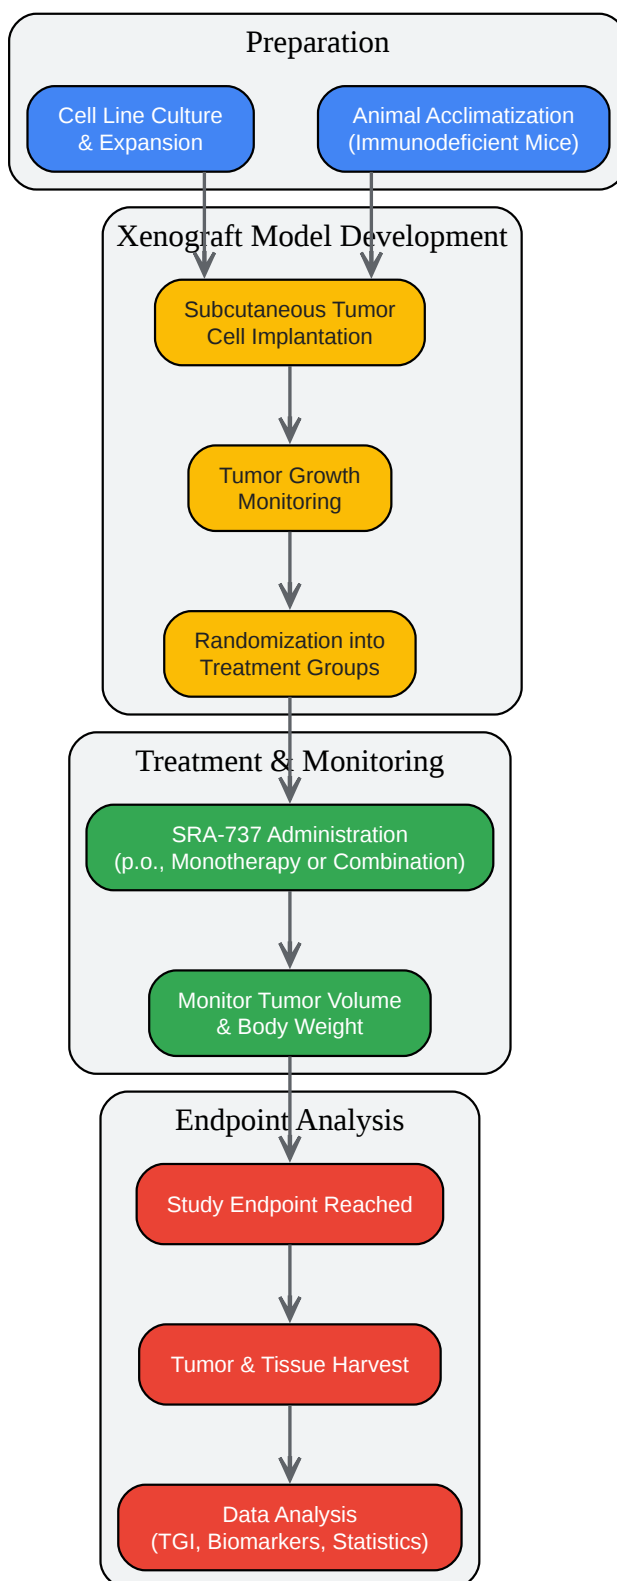 Preparation
Cell Line Culture
& Expansion
Animal Acclimatization
(Immunodeficient Mice)
Xenograft Model Development
Subcutaneous Tumor
Cell Implantation
Tumor Growth
Monitoring
Randomization into
Treatment Groups
Treatment & Monitoring
SRA-737 Administration
(p.o., Monotherapy or Combination)
Monitor Tumor Volume
& Body Weight
Endpoint Analysis
Study Endpoint Reached
Tumor & Tissue Harvest
Data Analysis
(TGI, Biomarkers, Statistics)